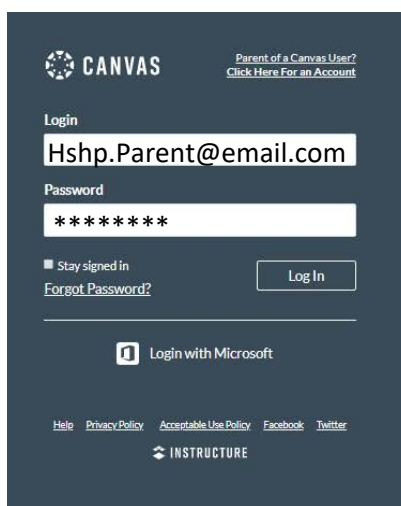 CANVAS
Parent of a Canvas User?
Click Here For an Account
Login
Hshp.Parent@email.com
Password
********
Stay signed in
Forgot Password?
Log In
Login with Microsoft
Help Privacy Policy Acceptable Use Policy Facebook Twitter
INSTRUCTURE